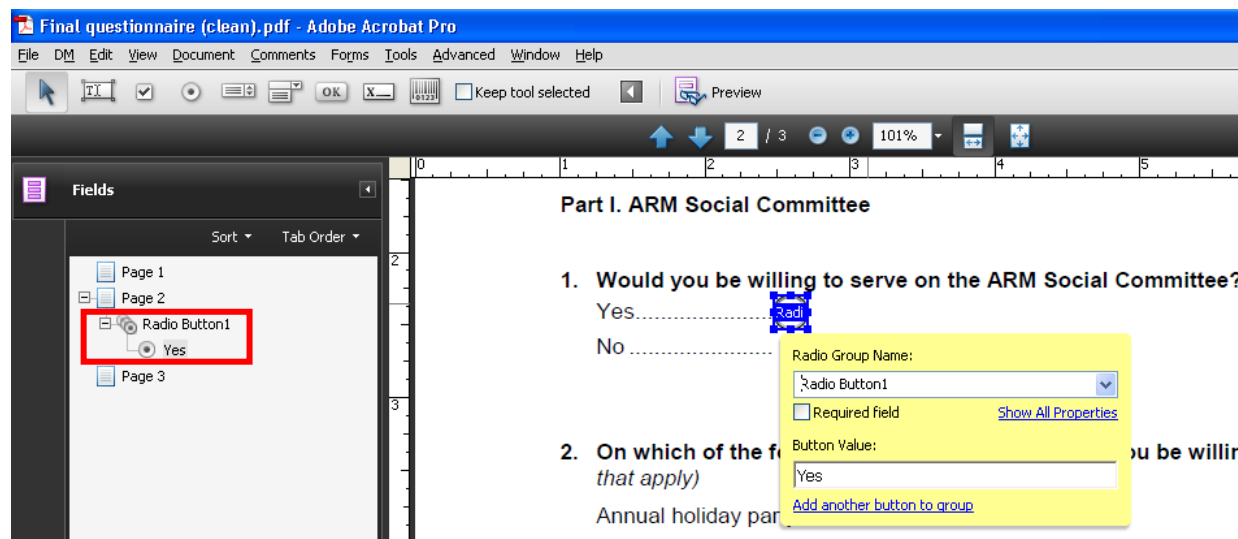 Final questionnaire (clean).pdf - Adobe Acrobat Pro
File DM Edit View Document Comments Forms Tools Advanced Window Help
OK X Keep tool selected Preview
2 / 3 101%
0 1 2 3 4 5
Fields
Sort Tab Order
Page 1
Page 2
Radio Button1
Yes
Page 3
2
3
Part I. ARM Social Committee
1. Would you be willing to serve on the ARM Social Committee?
Yes......................Radi
No.......................
Radio Group Name:
Radio Button1
Required field Show All Properties
Button Value:
Yes
Add another button to group
2. On which of the f u be willin
that apply)
Annual holiday par